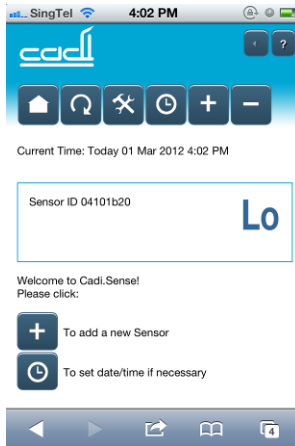 SingTel 4:02 PM
cadí
?
Current Time: Today 01 Mar 2012 4:02 PM
Sensor ID 04101b20
Lo
Welcome to Cadi.Sense!
Please click:
+ To add a new Sensor
To set date/time if necessary
4